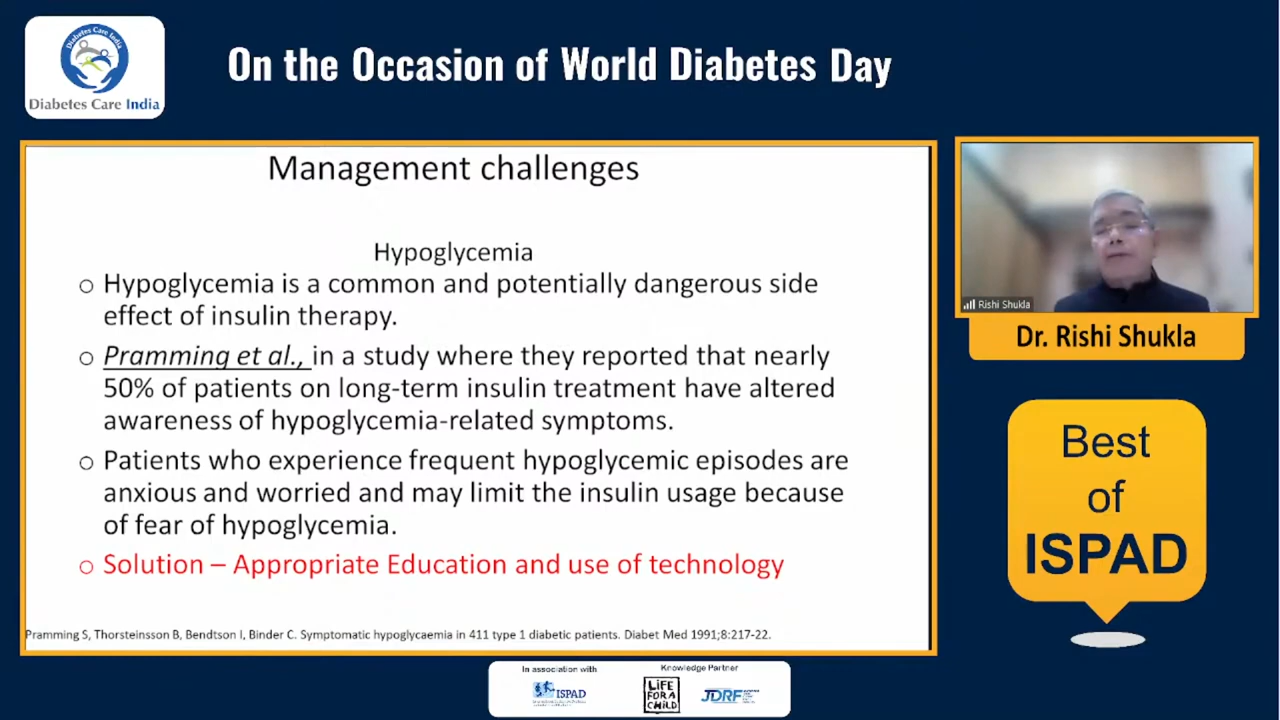 Diabetes Care India
Diabetes Care India
On the Occasion of World Diabetes Day
Management challenges
Hypoglycemia
○ Hypoglycemia is a common and potentially dangerous side
effect of insulin therapy.
○ Pramming et al., in a study where they reported that nearly
50% of patients on long-term insulin treatment have altered
awareness of hypoglycemia-related symptoms.
○ Patients who experience frequent hypoglycemic episodes are
anxious and worried and may limit the insulin usage because
of fear of hypoglycemia.
○ Solution – Appropriate Education and use of technology
Pramming S, Thorsteinsson B, Bendtson I, Binder C. Symptomatic hypoglycaemia in 411 type 1 diabetic patients. Diabet Med 1991;8:217-22.
Rishi Shukla
Dr. Rishi Shukla
Best
of
ISPAD
In association with
ISPAD
Knowledge Partner
LiFE
FOR A
CHiLD
JDRF